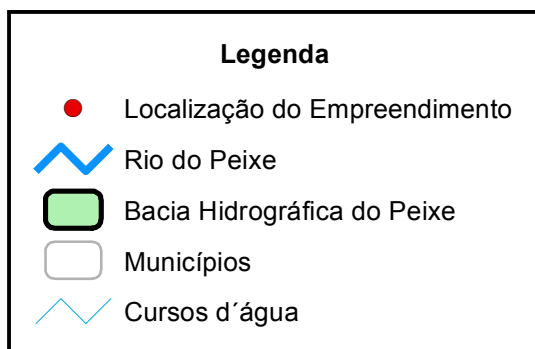 Legenda
Localização do Empreendimento
Rio do Peixe
Bacia Hidrográfica do Peixe
Municípios
Cursos d´água